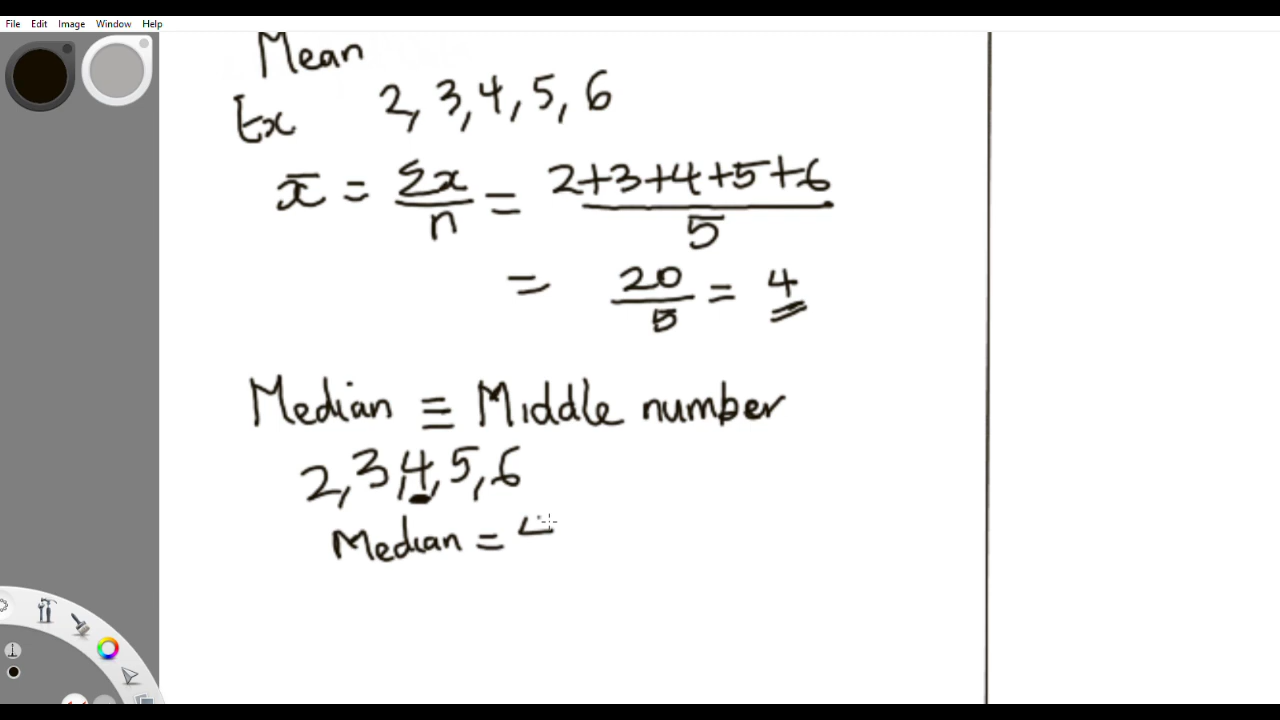 File Edit Image Window Help
Mean
Ex 2, 3, 4, 5, 6
x̄ = Σx/n = 2+3+4+5+6/5
= 20/5 = 4
Median ≡ Middle number
2, 3, 4, 5, 6
Median = 4